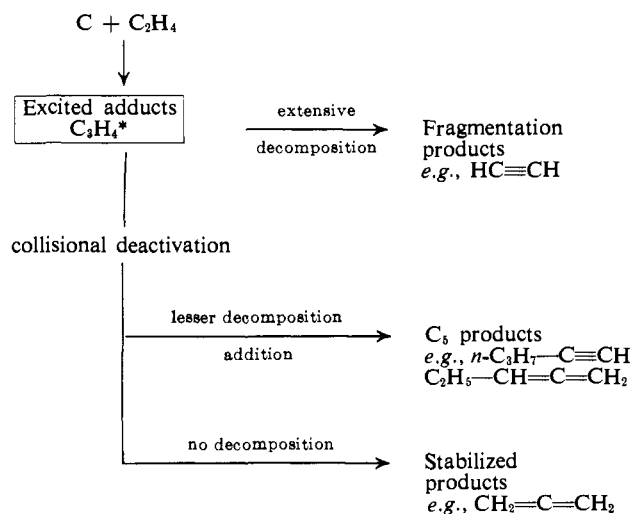 C + C₂H₄
Excited adducts
C₃H₄*
extensive
decomposition
Fragmentation
products
e.g., HC≡CH
collisional deactivation
lesser decomposition
addition
C₅ products
e.g., n-C₃H₇—C≡CH
C₂H₅—CH=C=CH₂
no decomposition
Stabilized
products
e.g., CH₂=C=CH₂